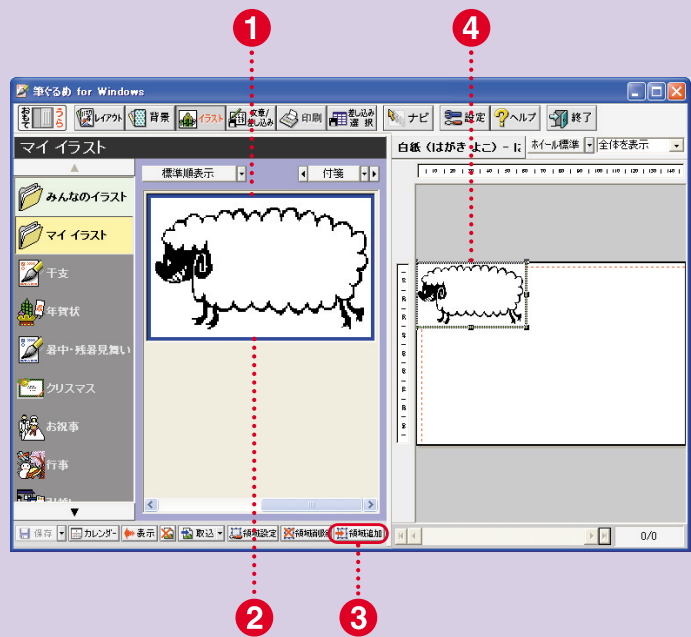 1
4
筆ぐるめ for Windows
おもて うら レイアウト 背景 イラスト 文章/差し込み 印刷 差し込み選択 ナビ 設定 ?ヘルプ 終了
マイ イラスト
白紙 (はがき よこ) - に ホイール標準 全体を表示
標準順表示 付箋
みんなのイラスト
マイ イラスト
干支
年賀状
暑中・残暑見舞い
クリスマス
お祝事
行事
保存 カレンダー 表示 取込 領域設定 領域追加
0/0
2
3